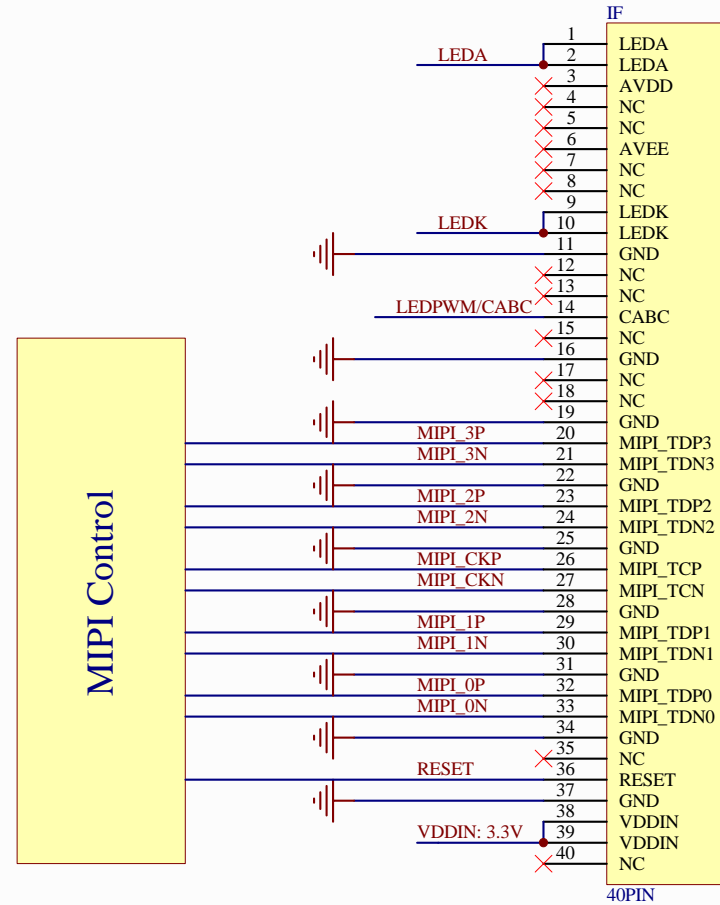 IF
1 LEDA
LEDA 2 LEDA
3 AVDD
4 NC
5 NC
6 AVEE
7 NC
8 NC
9 LEDK
LEDK 10 LEDK
11 GND
12 NC
13 NC
LEDPWM/CABC 14 CABC
15 NC
16 GND
17 NC
18 NC
19 GND
MIPI_3P 20 MIPI_TDP3
MIPI_3N 21 MIPI_TDN3
22 GND
MIPI_2P 23 MIPI_TDP2
MIPI_2N 24 MIPI_TDN2
25 GND
MIPI_CKP 26 MIPI_TCP
MIPI_CKN 27 MIPI_TCN
28 GND
MIPI_1P 29 MIPI_TDP1
MIPI_1N 30 MIPI_TDN1
31 GND
MIPI_0P 32 MIPI_TDP0
MIPI_0N 33 MIPI_TDN0
34 GND
35 NC
RESET 36 RESET
37 GND
38 VDDIN
VDDIN: 3.3V 39 VDDIN
40 NC
40PIN
MIPI Control